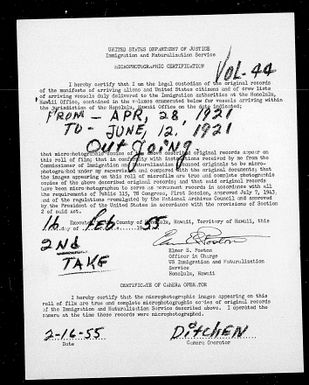 UNITED STATES DEPARTMENT OF JUSTICE
Immigration and Naturalization Service
MICROPHOTOGRAPHIC CERTIFICATION
VOL-44
I hereby certify that I am the legal custodian of the original records
of the manifests of arriving aliens and United States citizens and of crew lists
of arriving vessels duly delivered to the immigration authorities at the Honolulu,
Hawaii Office, contained in the volumes enumerated below for vessels arriving within
the jurisdiction of the Honolulu, Hawaii Office on the date indicated;
FROM - APR, 28, 1921
TO - JUNE, 12, 1921
OUTGOING
that microphotographic copies of the above described original records appear on
this roll of film; that in conformity with instructions received by me from the
Commissioner of Immigration and Naturalization I caused originals to be micro-
photographed under my supervision and compared with the original documents; that
the images appearing on this roll of microfilm are true and complete photographic
copies of the above described original records; and that said original records
have been microphotographed to serve as permanent records in accordance with all
the requirements of Public 115, 78 Congress, First Session, approved July 7, 1943
and of the regulations promulgated by the National Archives Council and approved
by the President of the United States in accordance with the provisions of Section
2 of said act.
Executed at County of Honolulu, Hawaii, Territory of Hawaii, this
16 FEB 55
2ND
TAKE
Elmer E. Poston
Officer in Charge
US Immigration and Naturalization
Service
Honolulu, Hawaii
CERTIFICATE OF CAMERA OPERATOR
I hereby certify that the microphotographic images appearing on this
roll of film are true and complete microphotographic copies of original records of the
Immigration and Naturalization Service described above. I operated the
camera at the time those records were microphotographed.
2-16-55 DITCHEN
Date Camera Operator